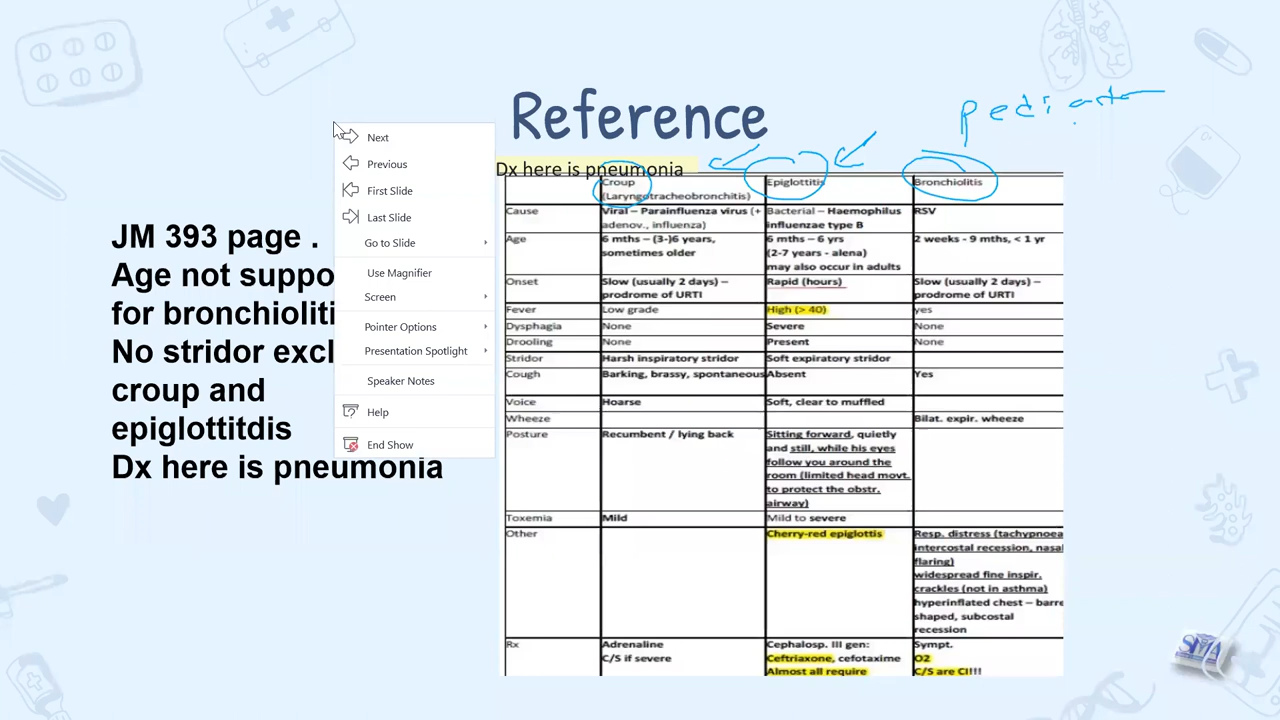 Reference
pediatr
Dx here is pneumonia
JM 393 page .
Age not suppo
for bronchioliti
No stridor excl
croup and
epiglottitdis
Dx here is pneumonia
Next
Previous
First Slide
Last Slide
Go to Slide
Use Magnifier
Screen
Pointer Options
Presentation Spotlight
Speaker Notes
Help
End Show
Croup Epiglottitis Bronchiolitis
(Laryngotracheobronchitis)
Cause Viral – Parainfluenza virus (+ Bacterial – Haemophilus RSV
adenov., influenza) influenzae type B
Age 6 mths – (3-)6 years, 6 mths – 6 yrs 2 weeks - 9 mths, < 1 yr
sometimes older (2-7 years - alena)
may also occur in adults
Onset Slow (usually 2 days) – Rapid (hours) Slow (usually 2 days) –
prodrome of URTI prodrome of URTI
Fever Low grade High (> 40) yes
Dysphagia None Severe None
Drooling None Present None
Stridor Harsh inspiratory stridor Soft expiratory stridor
Cough Barking, brassy, spontaneous Absent Yes
Voice Hoarse Soft, clear to muffled
Wheeze Bilat. expir. wheeze
Posture Recumbent / lying back Sitting forward, quietly
and still, while his eyes
follow you around the
room (limited head movt.
to protect the obstr.
airway)
Toxemia Mild Mild to severe
Other Cherry-red epiglottis Resp. distress (tachypnoea
intercostal recession, nasal
flaring)
widespread fine inspir.
crackles (not in asthma)
hyperinflated chest – barre
shaped, subcostal
recession
Rx Adrenaline Cephalosp. III gen: Sympt.
C/S if severe Ceftriaxone, cefotaxime O2
Almost all require C/S are CI!!!